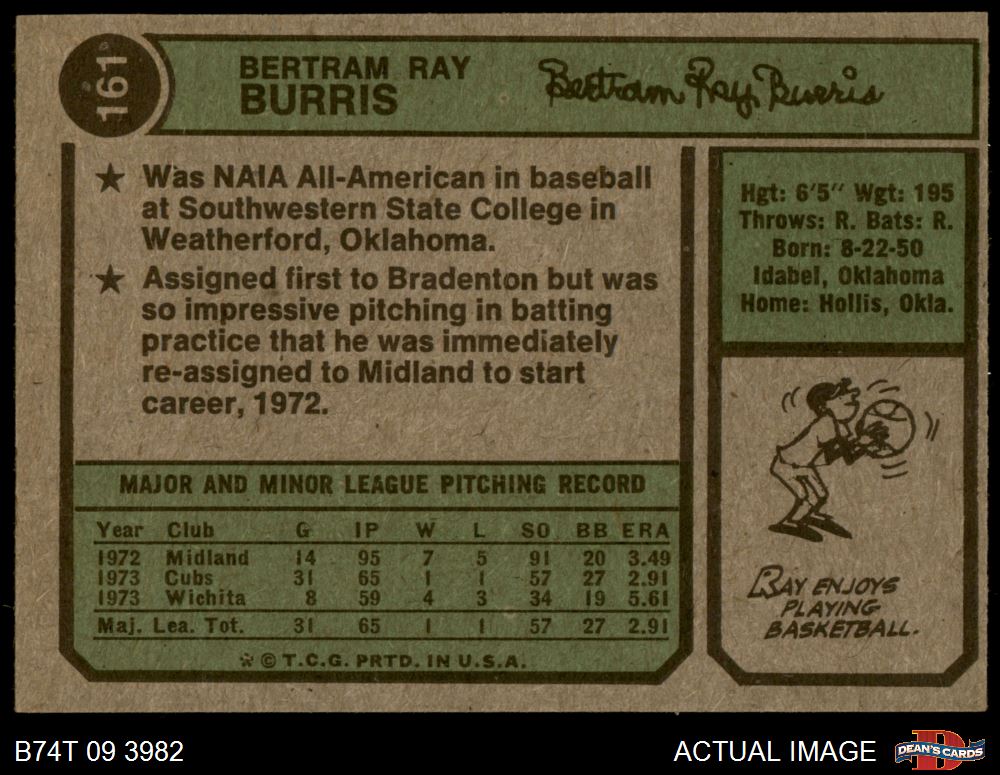 161
BERTRAM RAY
BURRIS
Bertram Ray Burris
★ Was NAIA All-American in baseball
at Southwestern State College in
Weatherford, Oklahoma.
★ Assigned first to Bradenton but was
so impressive pitching in batting
practice that he was immediately
re-assigned to Midland to start
career, 1972.
Hgt: 6'5" Wgt: 195
Throws: R. Bats: R.
Born: 8-22-50
Idabel, Oklahoma
Home: Hollis, Okla.
MAJOR AND MINOR LEAGUE PITCHING RECORD
Year Club G IP W L SO BB ERA
1972 Midland 14 95 7 5 91 20 3.49
1973 Cubs 31 65 1 1 57 27 2.91
1973 Wichita 8 59 4 3 34 19 5.61
Maj. Lea. Tot. 31 65 1 1 57 27 2.91
* © T.C.G. PRTD. IN U.S.A.
RAY ENJOYS
PLAYING
BASKETBALL.
B74T 09 3982
ACTUAL IMAGE
D
DEAN'S CARDS